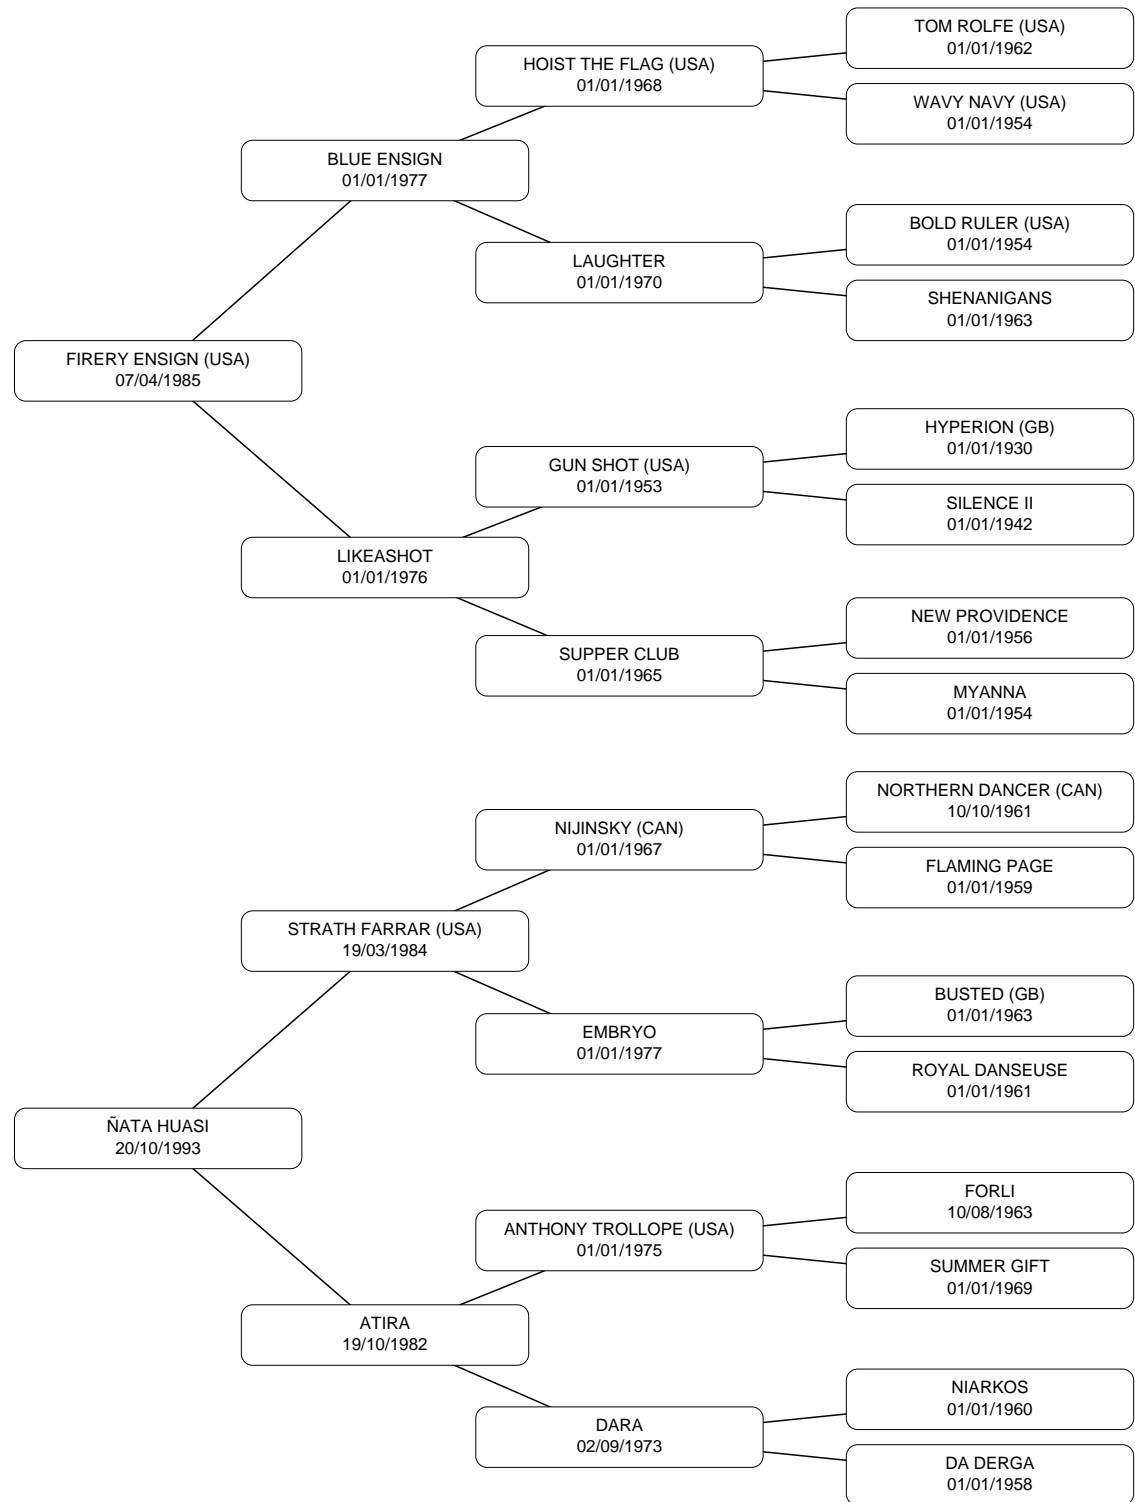 TOM ROLFE (USA)
01/01/1962
HOIST THE FLAG (USA)
01/01/1968
WAVY NAVY (USA)
01/01/1954
BLUE ENSIGN
01/01/1977
BOLD RULER (USA)
01/01/1954
LAUGHTER
01/01/1970
SHENANIGANS
01/01/1963
FIRERY ENSIGN (USA)
07/04/1985
HYPERION (GB)
01/01/1930
GUN SHOT (USA)
01/01/1953
SILENCE II
01/01/1942
LIKEASHOT
01/01/1976
NEW PROVIDENCE
01/01/1956
SUPPER CLUB
01/01/1965
MYANNA
01/01/1954
NORTHERN DANCER (CAN)
10/10/1961
NIJINSKY (CAN)
01/01/1967
FLAMING PAGE
01/01/1959
STRATH FARRAR (USA)
19/03/1984
BUSTED (GB)
01/01/1963
EMBRYO
01/01/1977
ROYAL DANSEUSE
01/01/1961
ÑATA HUASI
20/10/1993
FORLI
10/08/1963
ANTHONY TROLLOPE (USA)
01/01/1975
SUMMER GIFT
01/01/1969
ATIRA
19/10/1982
NIARKOS
01/01/1960
DARA
02/09/1973
DA DERGA
01/01/1958